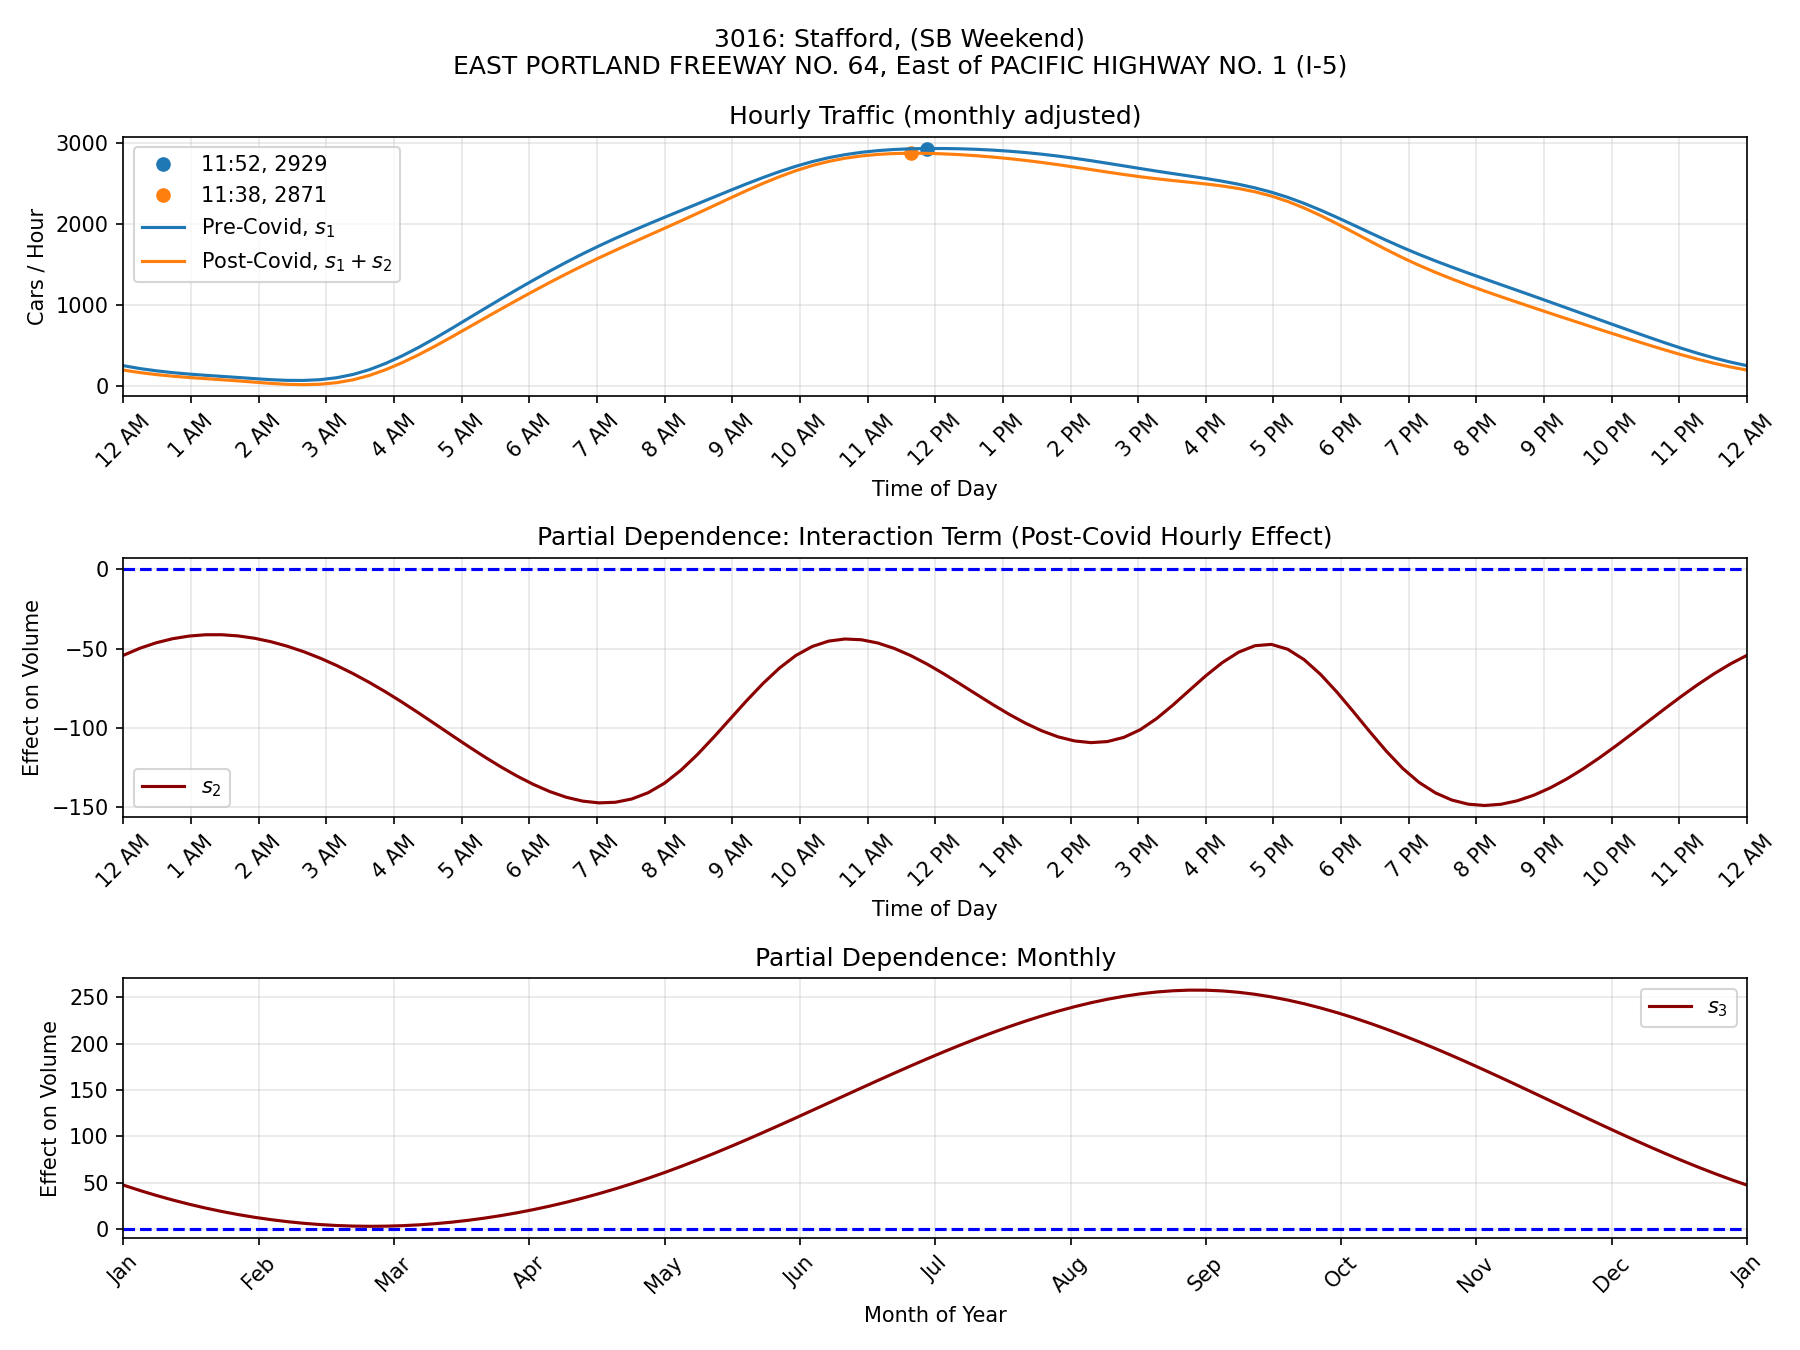 3016: Stafford, (SB Weekend)
EAST PORTLAND FREEWAY NO. 64, East of PACIFIC HIGHWAY NO. 1 (I-5)
Hourly Traffic (monthly adjusted)
Cars / Hour
3000
2000
1000
0
11:52, 2929
11:38, 2871
Pre-Covid, s₁
Post-Covid, s₁ + s₂
12 AM 1 AM 2 AM 3 AM 4 AM 5 AM 6 AM 7 AM 8 AM 9 AM 10 AM 11 AM 12 PM 1 PM 2 PM 3 PM 4 PM 5 PM 6 PM 7 PM 8 PM 9 PM 10 PM 11 PM 12 AM
Time of Day
Partial Dependence: Interaction Term (Post-Covid Hourly Effect)
Effect on Volume
0
−50
−100
−150
s₂
12 AM 1 AM 2 AM 3 AM 4 AM 5 AM 6 AM 7 AM 8 AM 9 AM 10 AM 11 AM 12 PM 1 PM 2 PM 3 PM 4 PM 5 PM 6 PM 7 PM 8 PM 9 PM 10 PM 11 PM 12 AM
Time of Day
Partial Dependence: Monthly
Effect on Volume
250
200
150
100
50
0
s₃
Jan Feb Mar Apr May Jun Jul Aug Sep Oct Nov Dec Jan
Month of Year